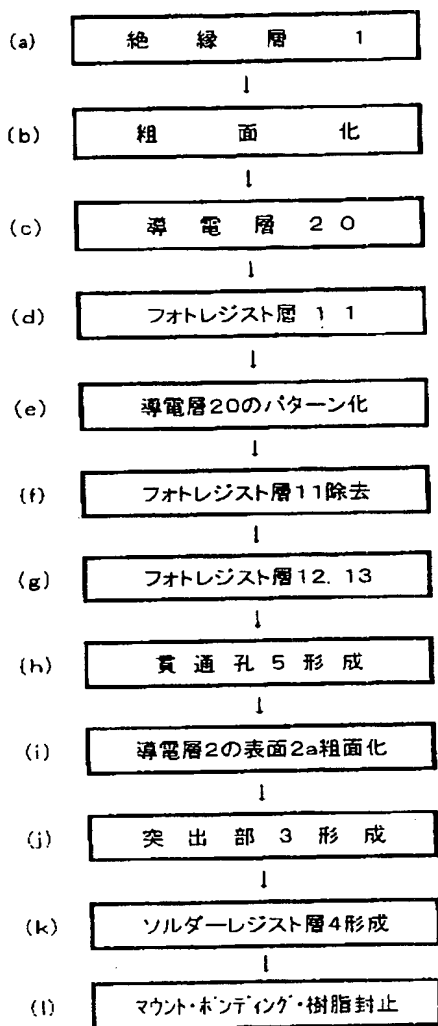 (a) 絶縁層 1
↓
(b) 粗面化
↓
(c) 導電層 20
↓
(d) フォトレジスト層 11
↓
(e) 導電層20のパターン化
↓
(f) フォトレジスト層11除去
↓
(g) フォトレジスト層12.13
↓
(h) 貫通孔5形成
↓
(i) 導電層2の表面2a粗面化
↓
(j) 突出部3形成
↓
(k) ソルダーレジスト層4形成
↓
(l) マウント・ボンディング・樹脂封止